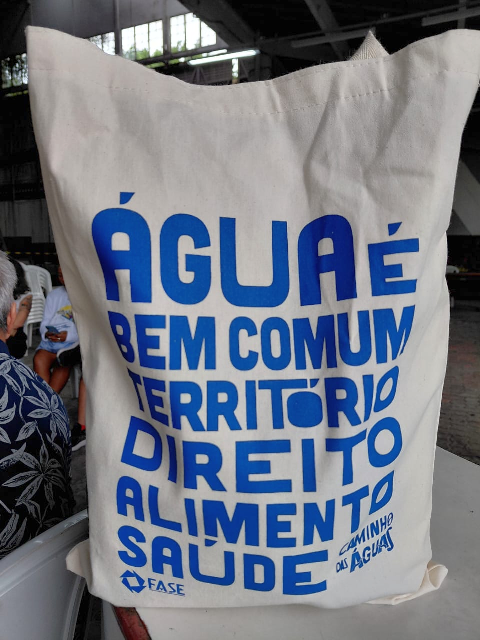 ÁGUA É
BEM COMUM
TERRITÓRIO
DIREITO
ALIMENTO
SAÚDE
CAMINHO
DAS ÁGUAS
FASE